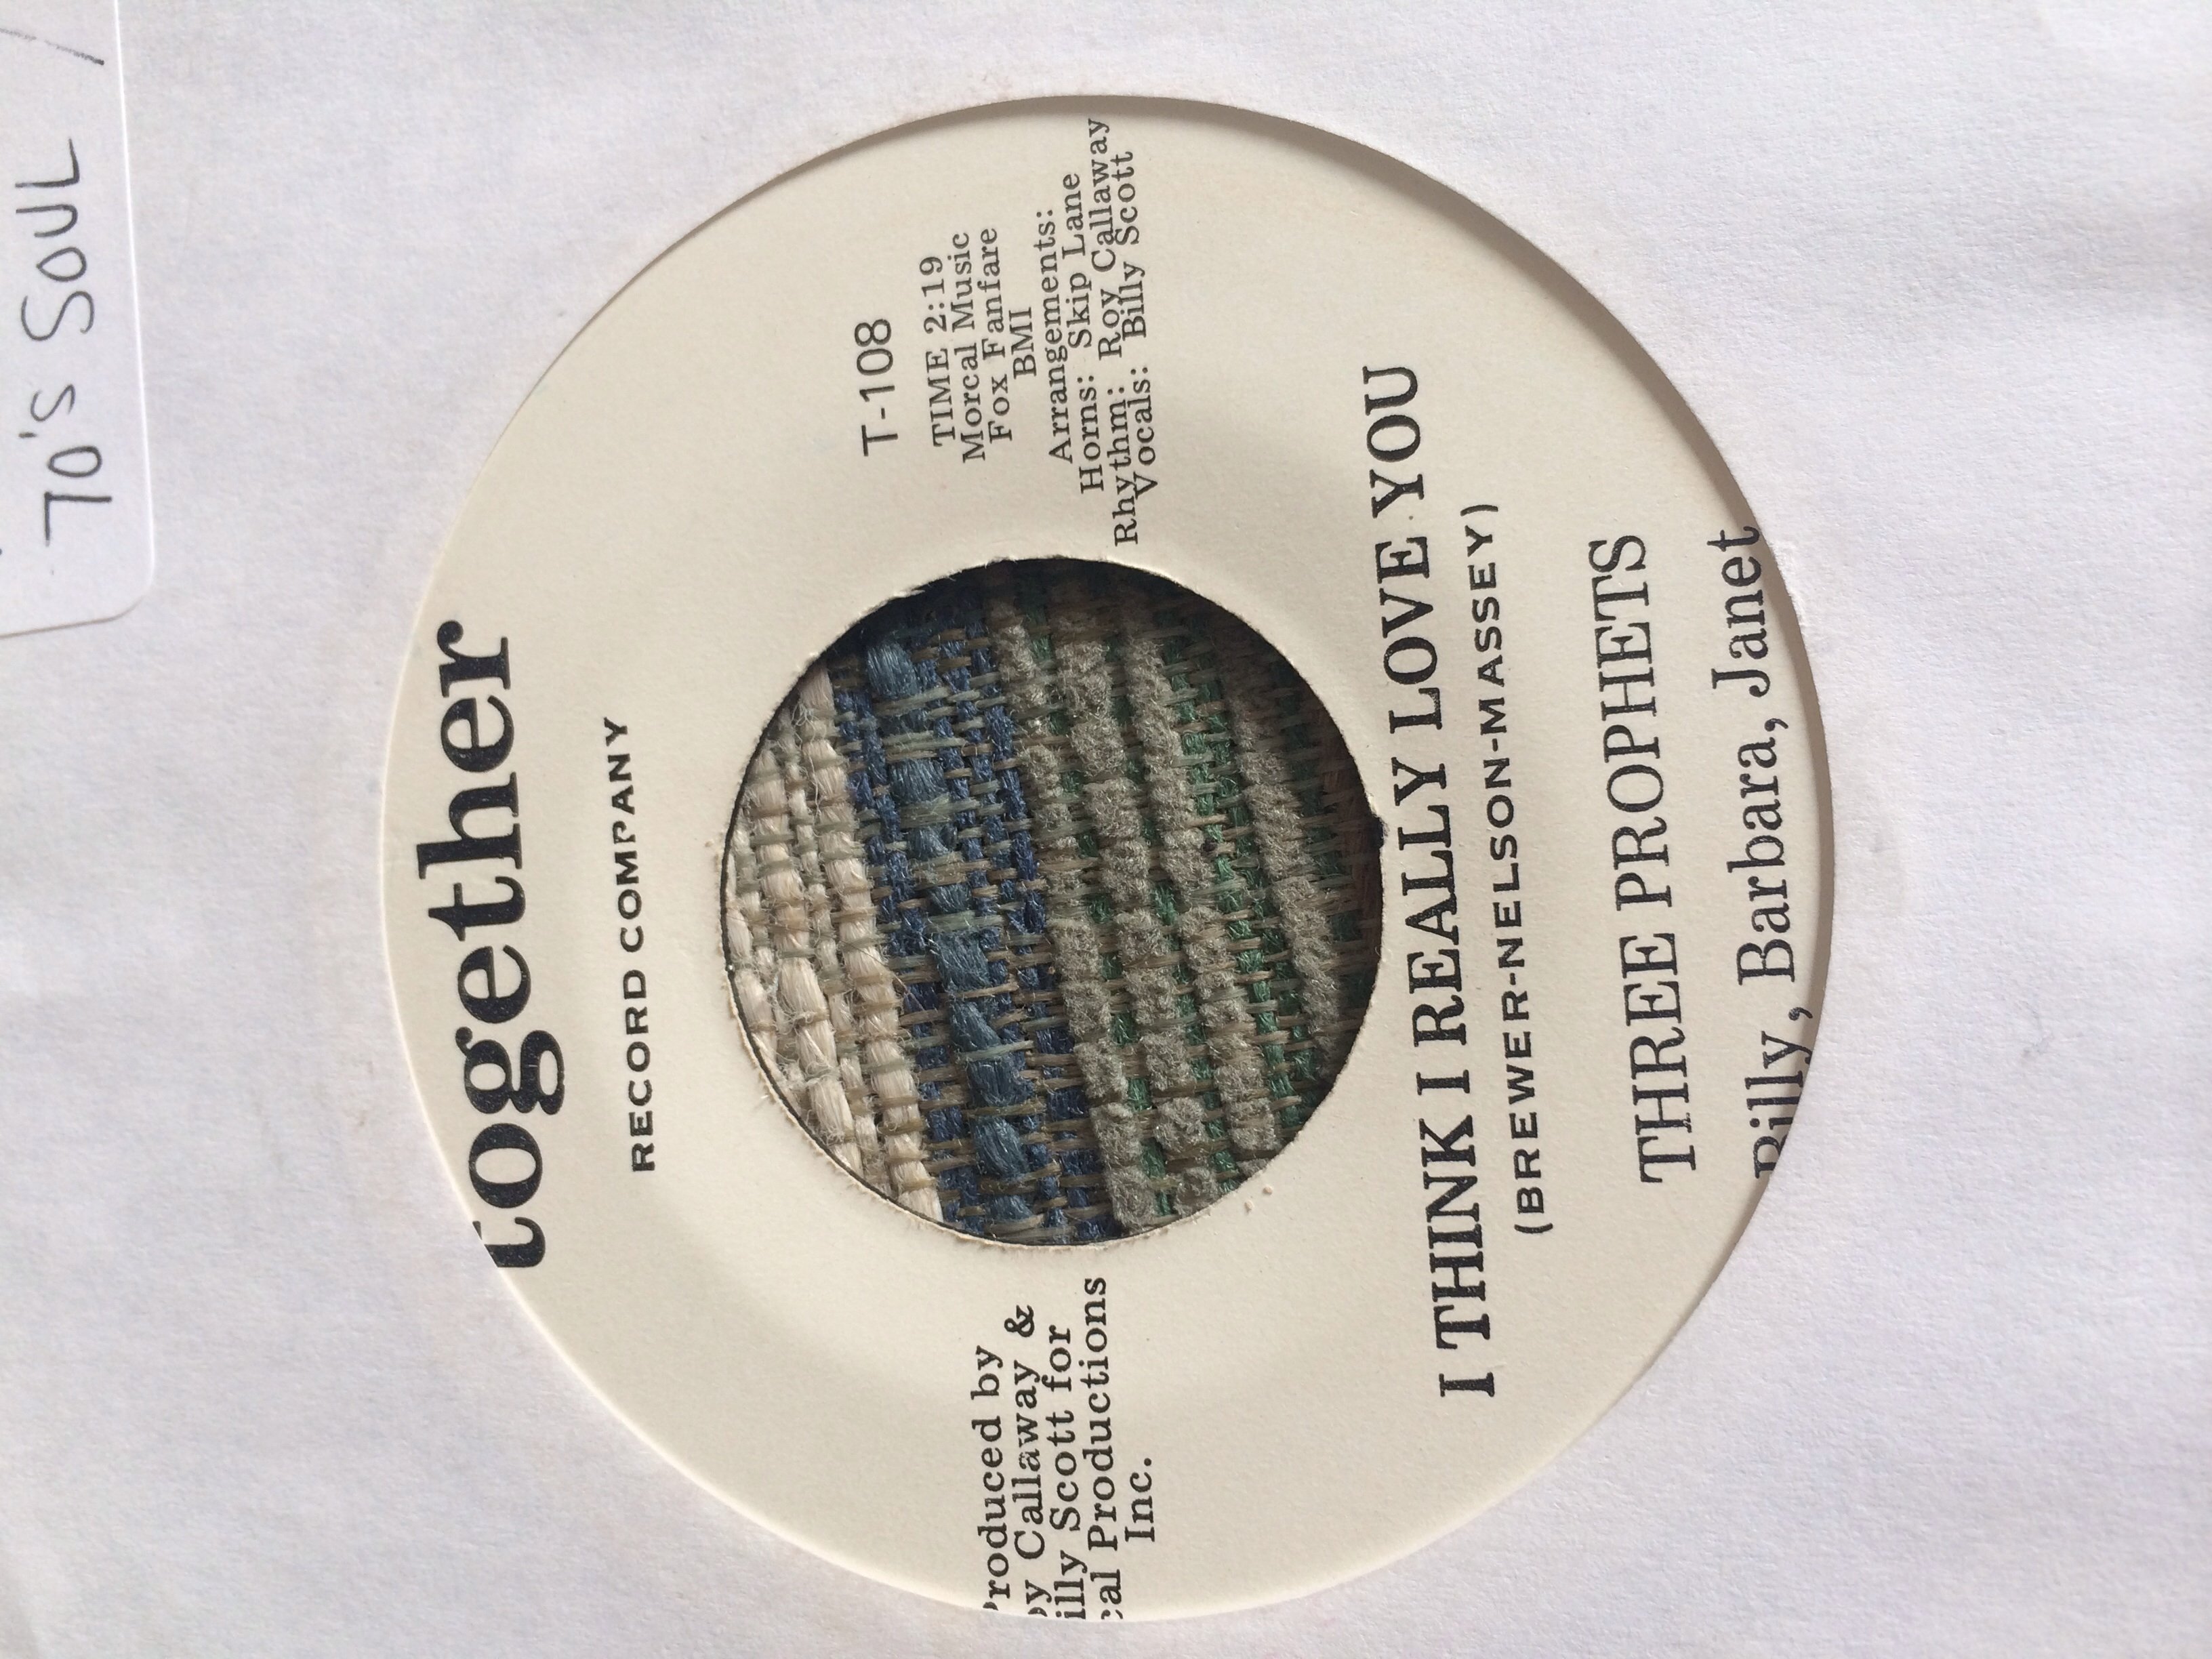 70's SOUL
together
RECORD COMPANY
T-108
TIME 2:19
Morcal Music
Fox Fanfare
BMI
Arrangements:
Horns: Skip Lane
Rhythm: Roy Callaway
Vocals: Billy Scott
Produced by
Callaway &
Billy Scott for
Productions
Inc.
I THINK I REALLY LOVE YOU
(BREWER-NELSON-MASSEY)
THREE PROPHETS
Billy, Barbara, Janet